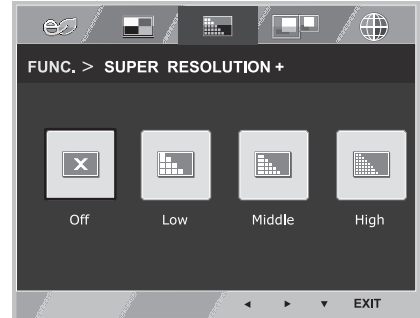 FUNC. > SUPER RESOLUTION +
X
Off Low Middle High
EXIT